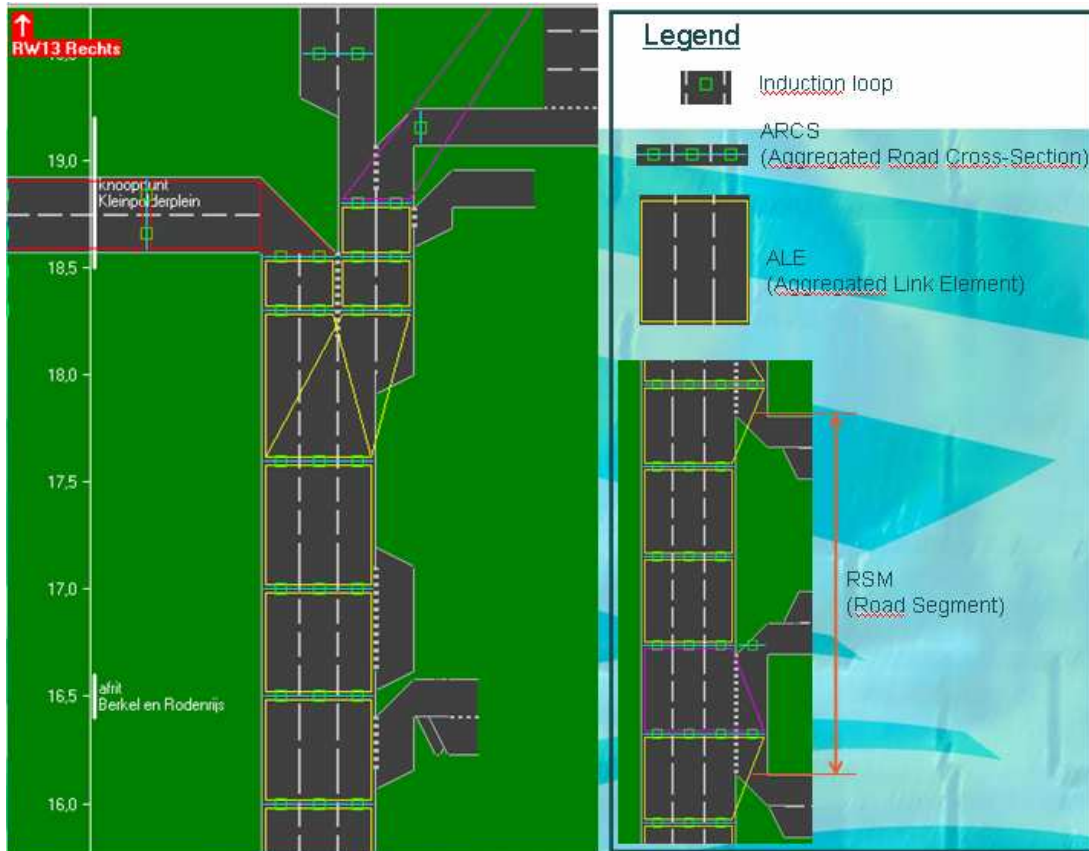 RW13 Rechts
19,0
knooppunt
Kleinpolderplein
18,5
18,0
17,5
17,0
16,5
afrit
Berkel en Rodenrijs
16,0
Legend
Induction loop
ARCS
(Aggregated Road Cross-Section)
ALE
(Aggregated Link Element)
RSM
(Road Segment)